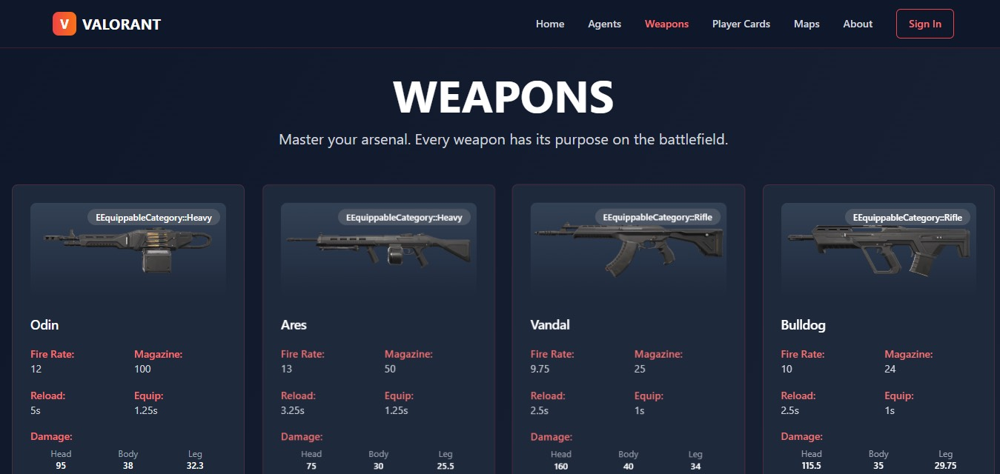 V VALORANT Home Agents Weapons Player Cards Maps About Sign In
WEAPONS
Master your arsenal. Every weapon has its purpose on the battlefield.
EEquippableCategory::Heavy
Odin
Fire Rate: Magazine:
12 100
Reload: Equip:
5s 1.25s
Damage:
Head Body Leg
95 38 32.3
EEquippableCategory::Heavy
Ares
Fire Rate: Magazine:
13 50
Reload: Equip:
3.25s 1.25s
Damage:
Head Body Leg
75 30 25.5
EEquippableCategory::Rifle
Vandal
Fire Rate: Magazine:
9.75 25
Reload: Equip:
2.5s 1s
Damage:
Head Body Leg
160 40 34
EEquippableCategory::Rifle
Bulldog
Fire Rate: Magazine:
10 24
Reload: Equip:
2.5s 1s
Damage:
Head Body Leg
115.5 35 29.75